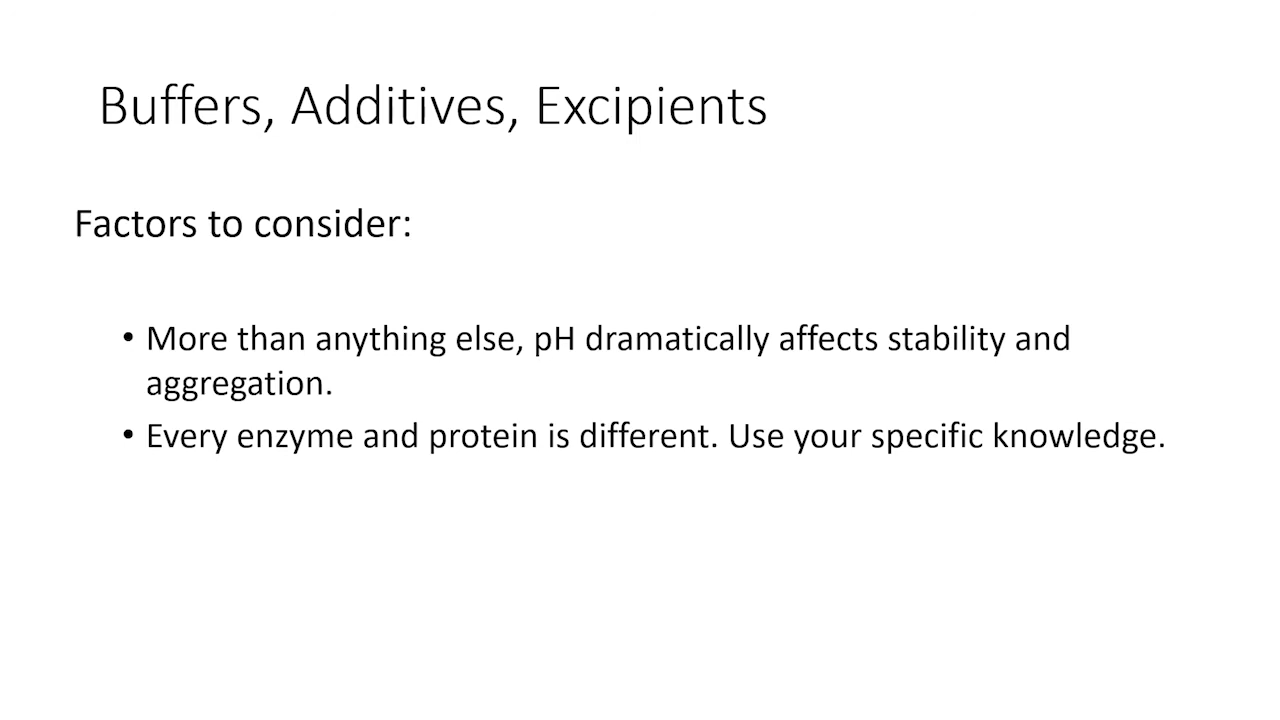 Buffers, Additives, Excipients
Factors to consider:
• More than anything else, pH dramatically affects stability and
aggregation.
• Every enzyme and protein is different. Use your specific knowledge.